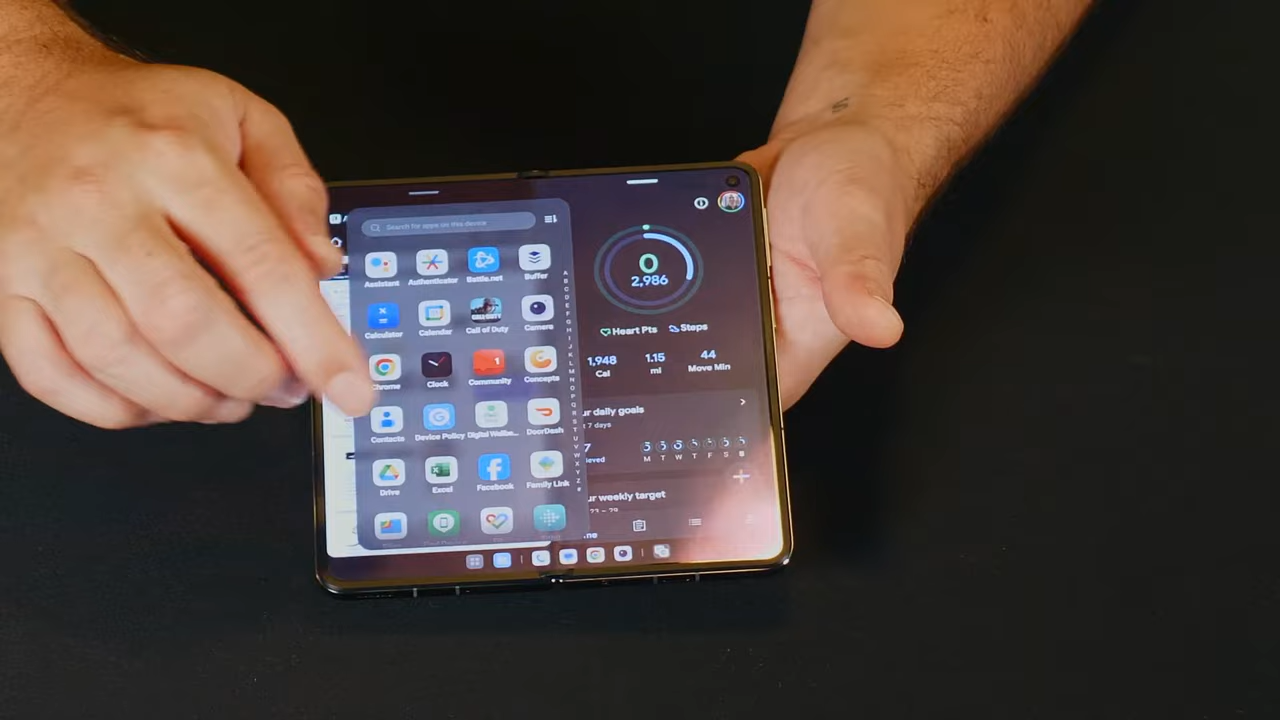 Search for apps on this device
Assistant
Authenticator
Battle.net
Buffer
Calculator
Calendar
Call of Duty
Camera
Chrome
Clock
Community
Concepts
Contacts
Device Policy
Digital Wellbe...
DoorDash
Drive
Excel
Facebook
Family Link
A
B
C
D
E
F
G
H
I
J
K
L
M
N
O
P
Q
R
S
T
U
V
W
X
Y
Z
#
0
2,986
Heart Pts
Steps
1,948
1.15
44
Cal
mi
Move Min
ur daily goals
7 days
M T W T F S S
ur weekly target